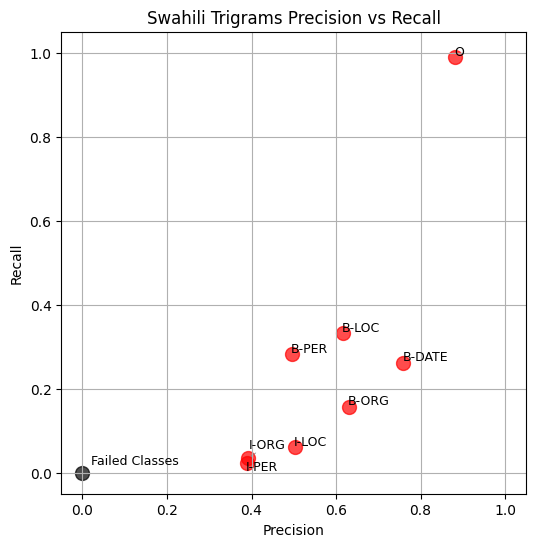 Swahili Trigrams Precision vs Recall
1.0
O
0.8
0.6
Recall
0.4
B-LOC
B-PER
B-DATE
0.2
B-ORG
I-ORG
I-LOC
I-PER
Failed Classes
0.0
0.0 0.2 0.4 0.6 0.8 1.0
Precision